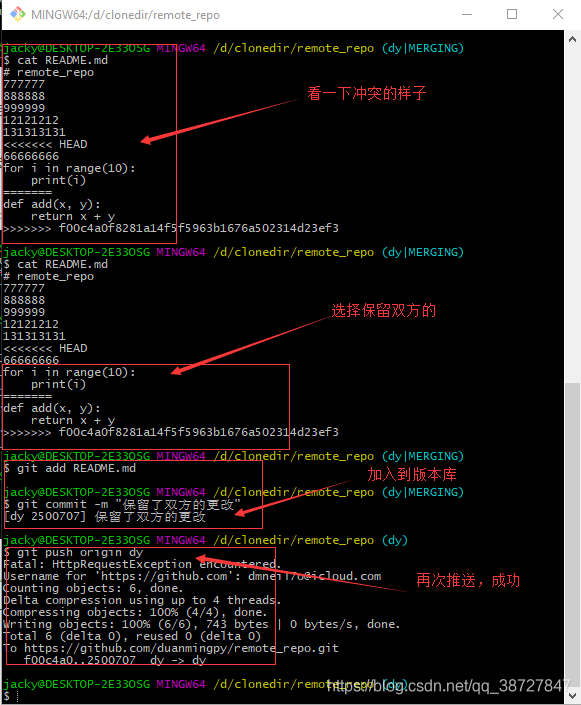 MINGW64:/d/clonedir/remote_repo
jacky@DESKTOP-2E33OSG MINGW64 /d/clonedir/remote_repo (dy|MERGING)
$ cat README.md
# remote_repo
777777
888888
999999
12121212
131313131
<<<<<<< HEAD
66666666
for i in range(10):
    print(i)
=======
def add(x, y):
    return x + y
>>>>>>> f00c4a0f8281a14f5f5963b1676a502314d23ef3
看一下冲突的样子
jacky@DESKTOP-2E33OSG MINGW64 /d/clonedir/remote_repo (dy|MERGING)
$ cat README.md
# remote_repo
777777
888888
999999
12121212
131313131
<<<<<<< HEAD
66666666
for i in range(10):
    print(i)
=======
def add(x, y):
    return x + y
>>>>>>> f00c4a0f8281a14f5f5963b1676a502314d23ef3
选择保留双方的
jacky@DESKTOP-2E33OSG MINGW64 /d/clonedir/remote_repo (dy|MERGING)
$ git add README.md
加入到版本库
jacky@DESKTOP-2E33OSG MINGW64 /d/clonedir/remote_repo (dy|MERGING)
$ git commit -m "保留了双方的更改"
[dy 2500707] 保留了双方的更改
jacky@DESKTOP-2E33OSG MINGW64 /d/clonedir/remote_repo (dy)
$ git push origin dy
Fatal: HttpRequestException encountered.
Username for 'https://github.com': dmneil7o@icloud.com
Counting objects: 6, done.
Delta compression using up to 4 threads.
Compressing objects: 100% (4/4), done.
Writing objects: 100% (6/6), 743 bytes | 0 bytes/s, done.
Total 6 (delta 0), reused 0 (delta 0)
To https://github.com/duanmingpy/remote_repo.git
   f00c4a0..2500707  dy -> dy
再次推送，成功
jacky@DESKTOP-2E33OSG MINGW64 /d/clonedir/remote_repo (dy)
$
https://blog.csdn.net/qq_38727847